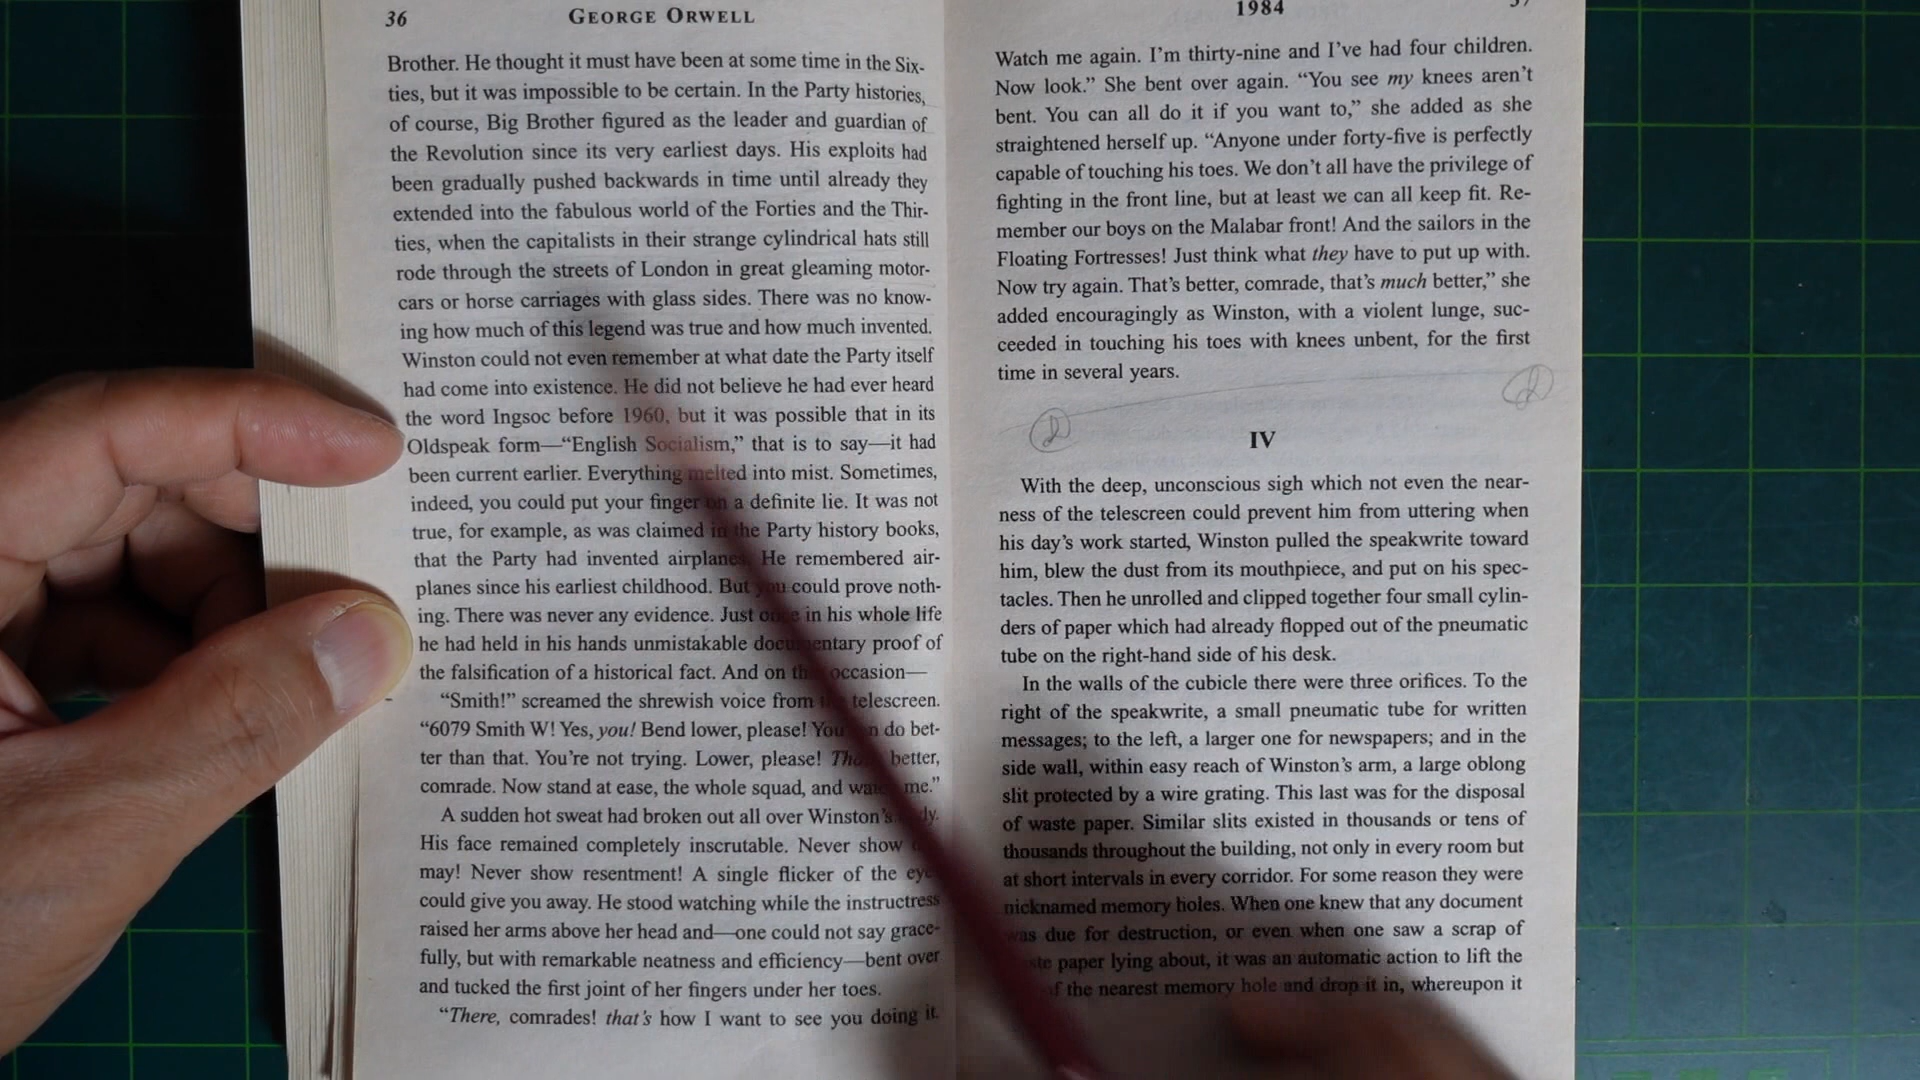 36
GEORGE ORWELL
Brother. He thought it must have been at some time in the Six-
ties, but it was impossible to be certain. In the Party histories,
of course, Big Brother figured as the leader and guardian of
the Revolution since its very earliest days. His exploits had
been gradually pushed backwards in time until already they
extended into the fabulous world of the Forties and the Thir-
ties, when the capitalists in their strange cylindrical hats still
rode through the streets of London in great gleaming motor-
cars or horse carriages with glass sides. There was no know-
ing how much of this legend was true and how much invented.
Winston could not even remember at what date the Party itself
had come into existence. He did not believe he had ever heard
the word Ingsoc before 1960, but it was possible that in its
Oldspeak form—“English Socialism,” that is to say—it had
been current earlier. Everything melted into mist. Sometimes,
indeed, you could put your finger on a definite lie. It was not
true, for example, as was claimed in the Party history books,
that the Party had invented airplanes. He remembered air-
planes since his earliest childhood. But you could prove noth-
ing. There was never any evidence. Just once in his whole life
he had held in his hands unmistakable documentary proof of
the falsification of a historical fact. And on occasion—
“Smith!” screamed the shrewish voice from telescreen.
“6079 Smith W! Yes, you! Bend lower, please! You do bet-
ter than that. You’re not trying. Lower, please! better,
comrade. Now stand at ease, the whole squad, and me.”
A sudden hot sweat had broken out all over Winston’s
His face remained completely inscrutable. Never show
may! Never show resentment! A single flicker of the
could give you away. He stood watching while the instructress
raised her arms above her head and—one could not say grace-
fully, but with remarkable neatness and efficiency—bent over
and tucked the first joint of her fingers under her toes.
“There, comrades! that’s how I want to see you doing it.
1984
Watch me again. I’m thirty-nine and I’ve had four children.
Now look.” She bent over again. “You see my knees aren’t
bent. You can all do it if you want to,” she added as she
straightened herself up. “Anyone under forty-five is perfectly
capable of touching his toes. We don’t all have the privilege of
fighting in the front line, but at least we can all keep fit. Re-
member our boys on the Malabar front! And the sailors in the
Floating Fortresses! Just think what they have to put up with.
Now try again. That’s better, comrade, that’s much better,” she
added encouragingly as Winston, with a violent lunge, suc-
ceeded in touching his toes with knees unbent, for the first
time in several years.
IV
With the deep, unconscious sigh which not even the near-
ness of the telescreen could prevent him from uttering when
his day’s work started, Winston pulled the speakwrite toward
him, blew the dust from its mouthpiece, and put on his spec-
tacles. Then he unrolled and clipped together four small cylin-
ders of paper which had already flopped out of the pneumatic
tube on the right-hand side of his desk.
In the walls of the cubicle there were three orifices. To the
right of the speakwrite, a small pneumatic tube for written
messages; to the left, a larger one for newspapers; and in the
side wall, within easy reach of Winston’s arm, a large oblong
slit protected by a wire grating. This last was for the disposal
of waste paper. Similar slits existed in thousands or tens of
thousands throughout the building, not only in every room but
at short intervals in every corridor. For some reason they were
nicknamed memory holes. When one knew that any document
was due for destruction, or even when one saw a scrap of
paper lying about, it was an automatic action to lift the
of the nearest memory hole and drop it in, whereupon it